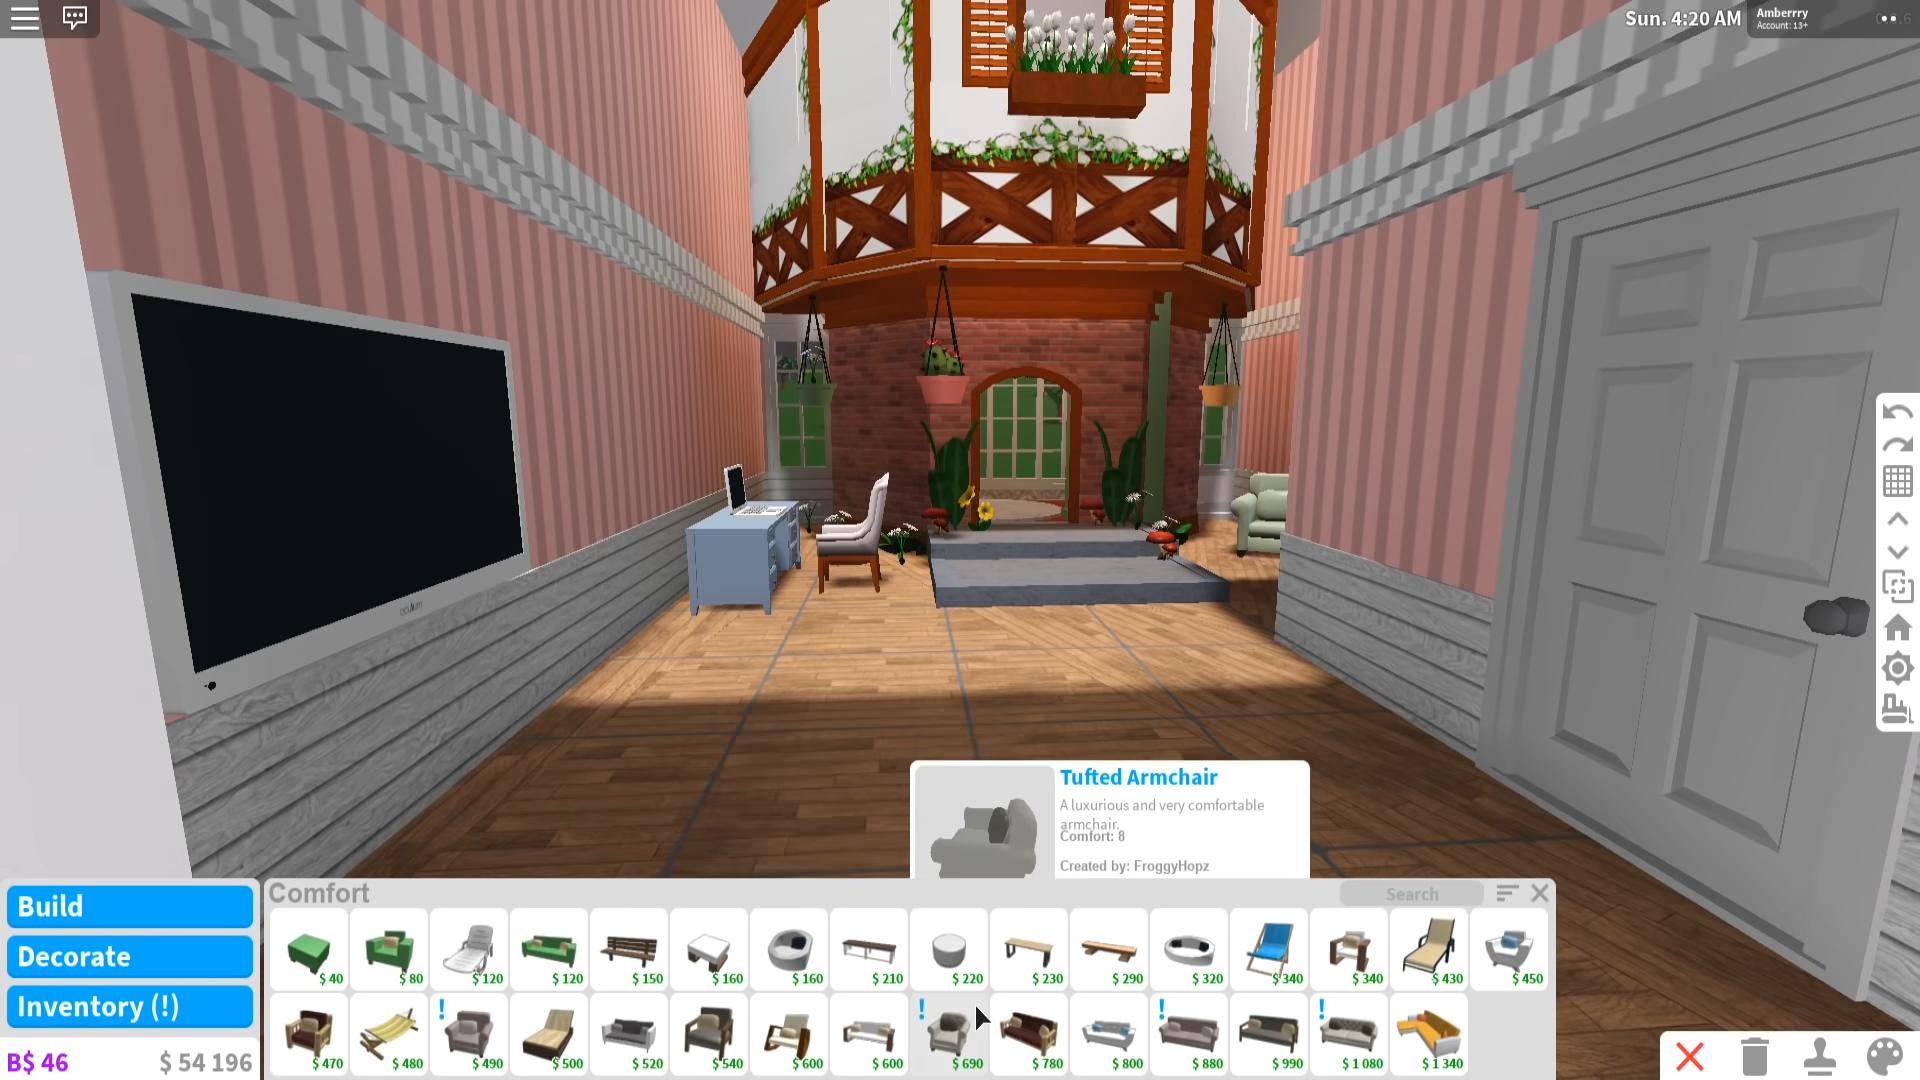 Sun. 4:20 AM
Amberrry
Account: 13+
oculum
Tufted Armchair
A luxurious and very comfortable
armchair.
Comfort: 8
Created by: FroggyHopz
Build
Decorate
Inventory (!)
B$ 46
$ 54 196
Comfort
Search
$ 40
$ 80
$ 120
$ 120
$ 150
$ 160
$ 160
$ 210
$ 220
$ 230
$ 290
$ 320
$ 340
$ 340
$ 430
$ 450
$ 470
$ 480
! $ 490
$ 500
$ 520
$ 540
$ 600
$ 600
! $ 690
$ 780
$ 800
! $ 880
$ 990
! $ 1 080
$ 1 340